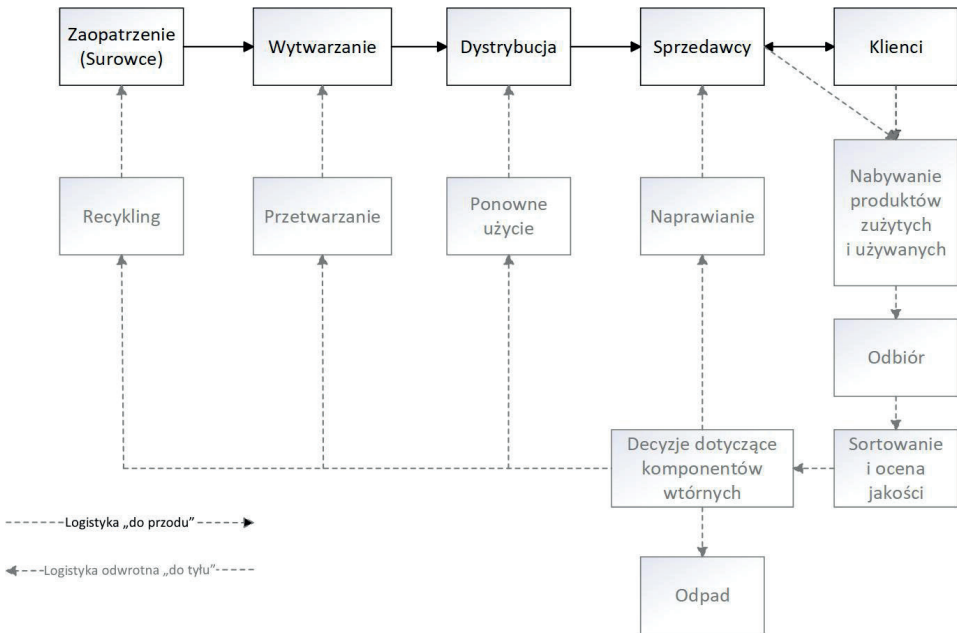 Zaopatrzenie
(Surowce)
Wytwarzanie
Dystrybucja
Sprzedawcy
Klienci
Recykling
Przetwarzanie
Ponowne
użycie
Naprawianie
Nabywanie
produktów
zużytych
i używanych
Odbiór
Decyzje dotyczące
komponentów
wtórnych
Sortowanie
i ocena
jakości
Logistyka „do przodu”
Logistyka odwrotna „do tyłu”
Odpad